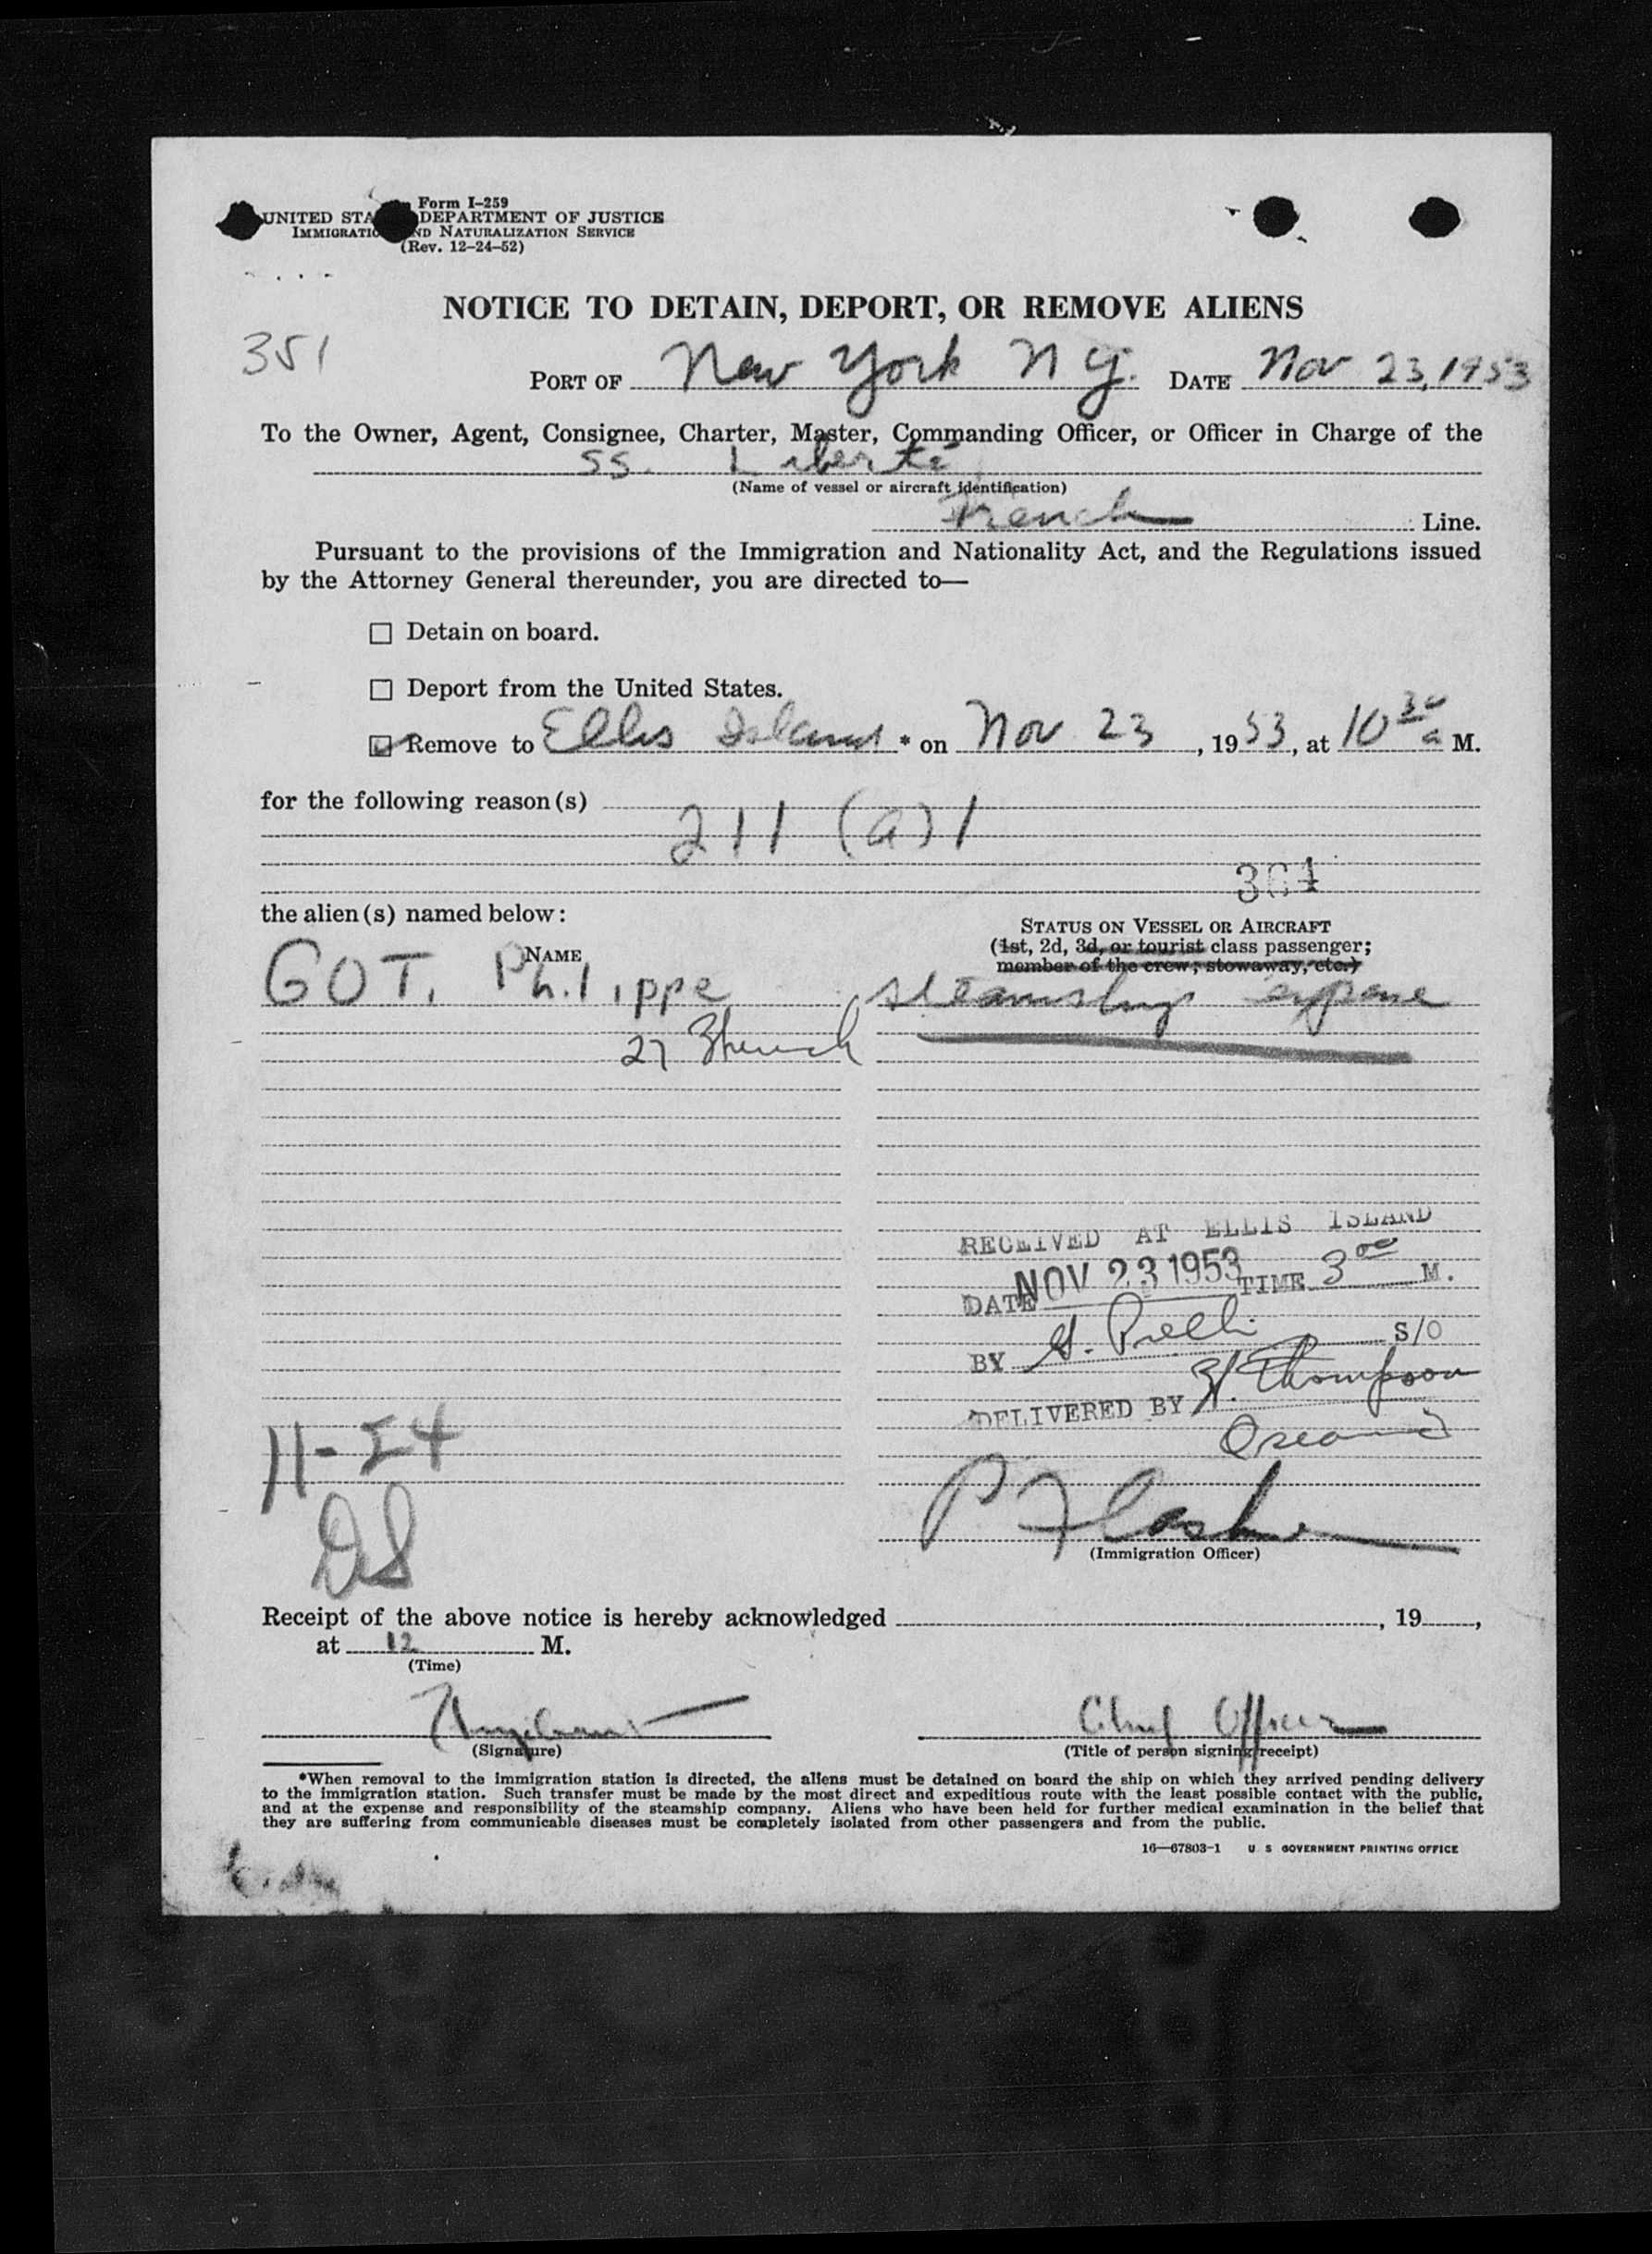 Form I-259
UNITED STA DEPARTMENT OF JUSTICE
IMMIGRATIO ND NATURALIZATION SERVICE
(Rev. 12-24-52)
NOTICE TO DETAIN, DEPORT, OR REMOVE ALIENS
351
PORT OF New York N Y. DATE Nov 23, 1953
To the Owner, Agent, Consignee, Charter, Master, Commanding Officer, or Officer in Charge of the
SS. Liberté
(Name of vessel or aircraft identification)
French Line.
Pursuant to the provisions of the Immigration and Nationality Act, and the Regulations issued
by the Attorney General thereunder, you are directed to—
☐ Detain on board.
☐ Deport from the United States.
☑ Remove to Ellis Island * on Nov 23, 1953, at 10 30 a M.
for the following reason(s)
211 (a) 1
304
the alien(s) named below:
STATUS ON VESSEL OR AIRCRAFT
NAME
(1st, 2d, 3d, or tourist class passenger;
member of the crew; stowaway, etc.)
GOT, Philippe steamship expense
27 French
RECEIVED AT ELLIS ISLAND
DATE NOV 23 1953 TIME 3 00 M.
BY S/O
DELIVERED BY H. Thompson
11-24
DS
(Immigration Officer)
Receipt of the above notice is hereby acknowledged , 19 ,
at 12 M.
(Time)
Chief Officer
(Signature) (Title of person signing receipt)
*When removal to the immigration station is directed, the aliens must be detained on board the ship on which they arrived pending delivery
to the immigration station. Such transfer must be made by the most direct and expeditious route with the least possible contact with the public,
and at the expense and responsibility of the steamship company. Aliens who have been held for further medical examination in the belief that
they are suffering from communicable diseases must be completely isolated from other passengers and from the public.
16—67803-1 U S GOVERNMENT PRINTING OFFICE